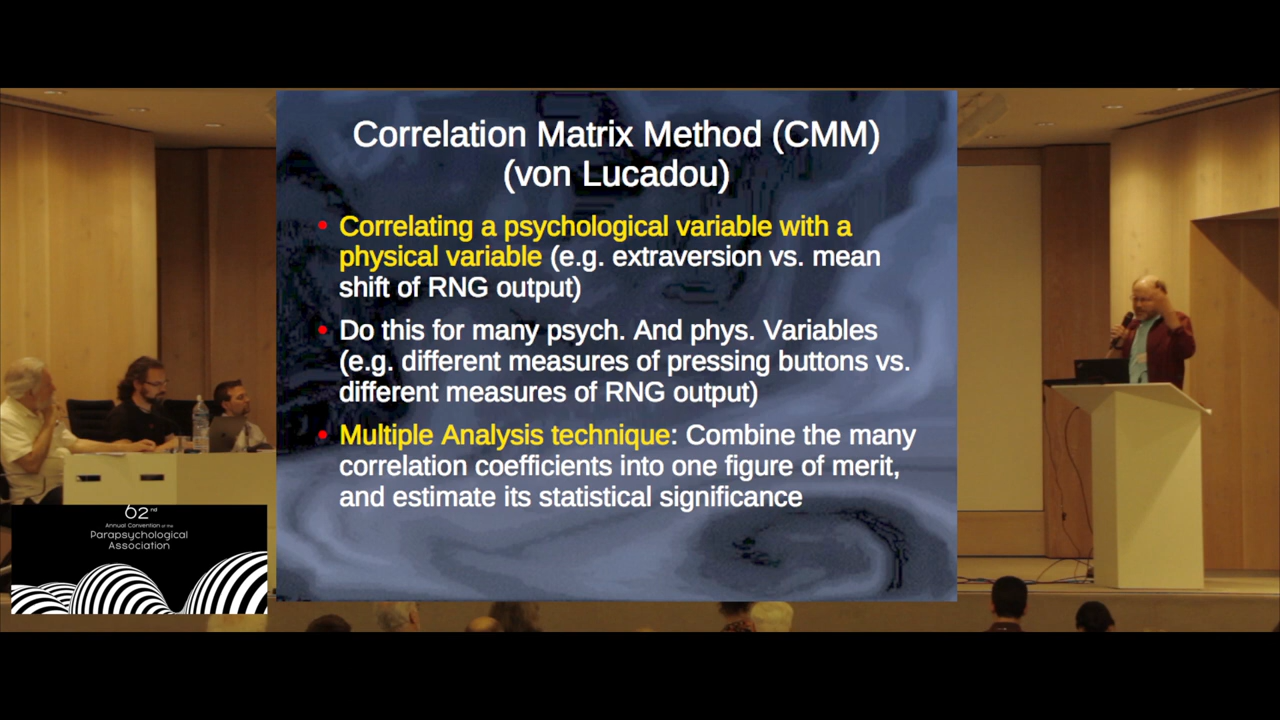 Correlation Matrix Method (CMM)
(von Lucadou)
• Correlating a psychological variable with a
physical variable (e.g. extraversion vs. mean
shift of RNG output)
• Do this for many psych. And phys. Variables
(e.g. different measures of pressing buttons vs.
different measures of RNG output)
• Multiple Analysis technique: Combine the many
correlation coefficients into one figure of merit,
and estimate its statistical significance
62nd
Annual Convention of the
Parapsychological
Association